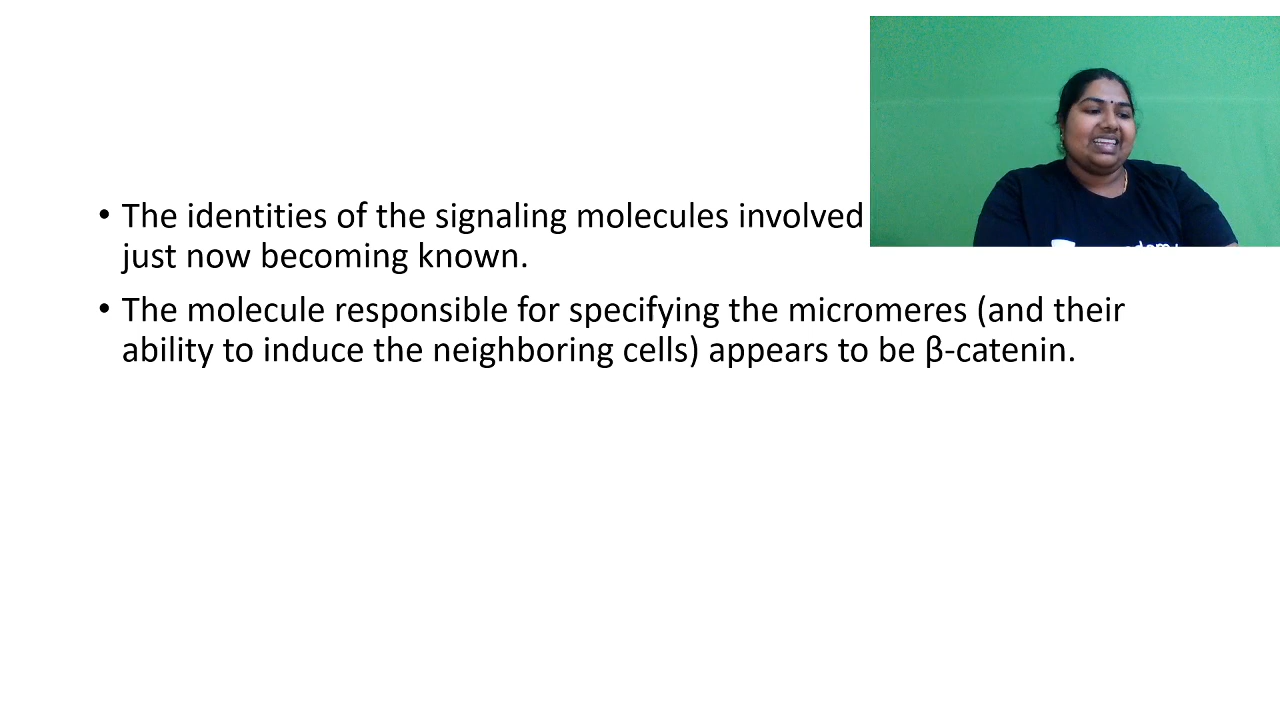 • The identities of the signaling molecules involved
just now becoming known.
• The molecule responsible for specifying the micromeres (and their
ability to induce the neighboring cells) appears to be β-catenin.